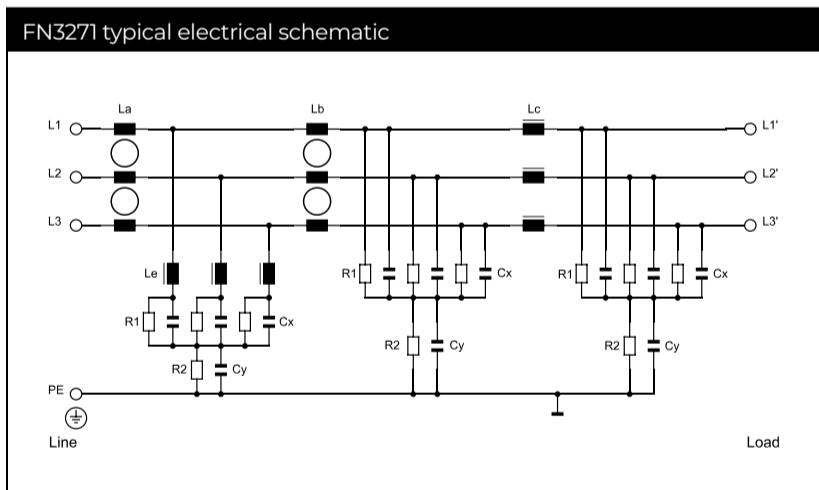 FN3271 typical electrical schematic
La Lb Lc
L1 L1'
L2 L2'
L3 L3'
Le R1 Cx R1 Cx
R1 Cx
R2 Cy R2 Cy
R2 Cy
PE
Line Load